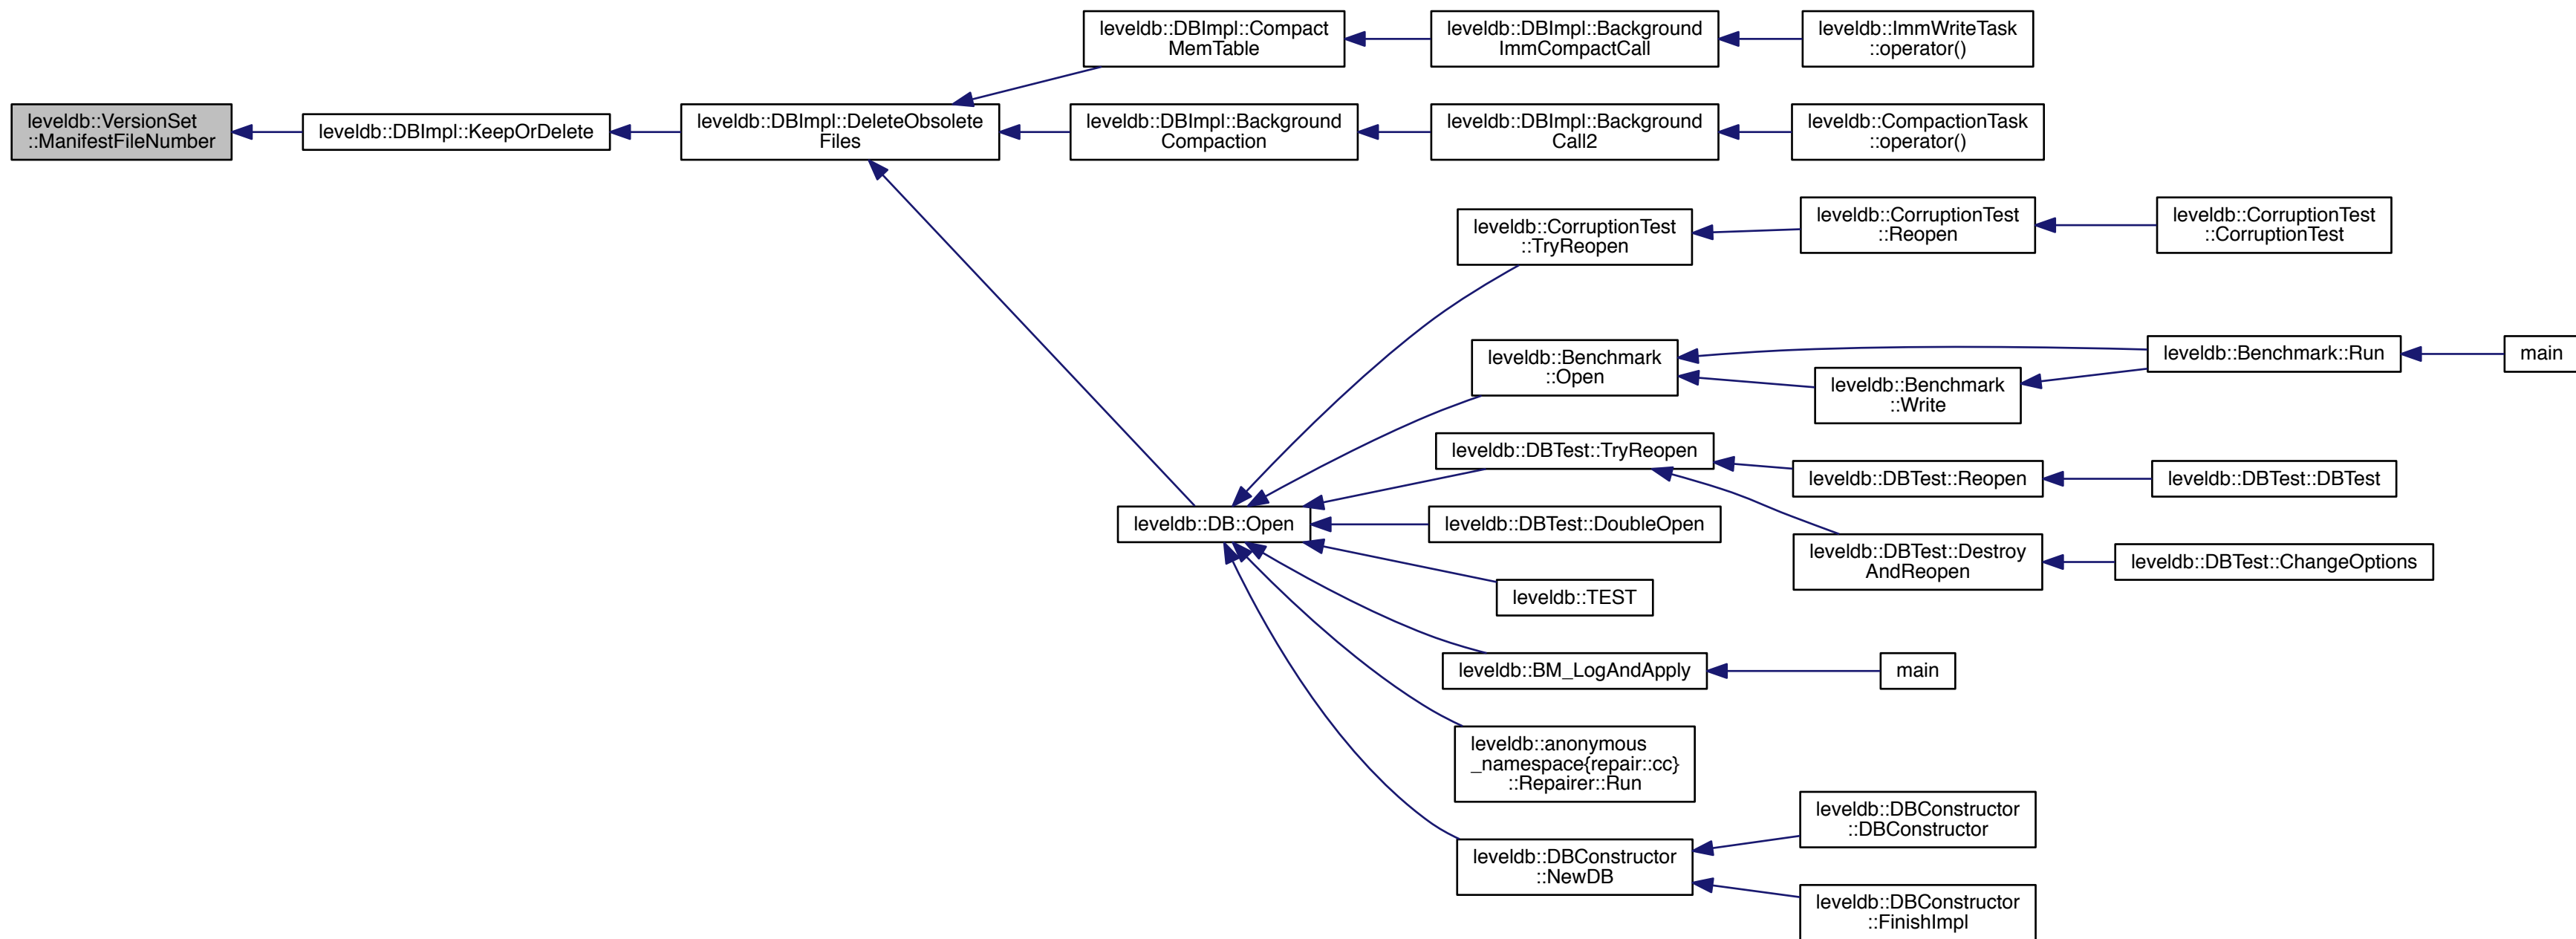 leveldb::VersionSet
::ManifestFileNumber
leveldb::DBImpl::KeepOrDelete
leveldb::DBImpl::DeleteObsolete
Files
leveldb::DBImpl::Compact
MemTable
leveldb::DBImpl::Background
ImmCompactCall
leveldb::ImmWriteTask
::operator()
leveldb::DBImpl::Background
Compaction
leveldb::DBImpl::Background
Call2
leveldb::CompactionTask
::operator()
leveldb::DB::Open
leveldb::CorruptionTest
::TryReopen
leveldb::CorruptionTest
::Reopen
leveldb::CorruptionTest
::CorruptionTest
leveldb::Benchmark
::Open
leveldb::Benchmark::Run
main
leveldb::Benchmark
::Write
leveldb::DBTest::TryReopen
leveldb::DBTest::Reopen
leveldb::DBTest::DBTest
leveldb::DBTest::Destroy
AndReopen
leveldb::DBTest::ChangeOptions
leveldb::DBTest::DoubleOpen
leveldb::TEST
leveldb::BM_LogAndApply
main
leveldb::anonymous
_namespace{repair::cc}
::Repairer::Run
leveldb::DBConstructor
::NewDB
leveldb::DBConstructor
::DBConstructor
leveldb::DBConstructor
::FinishImpl